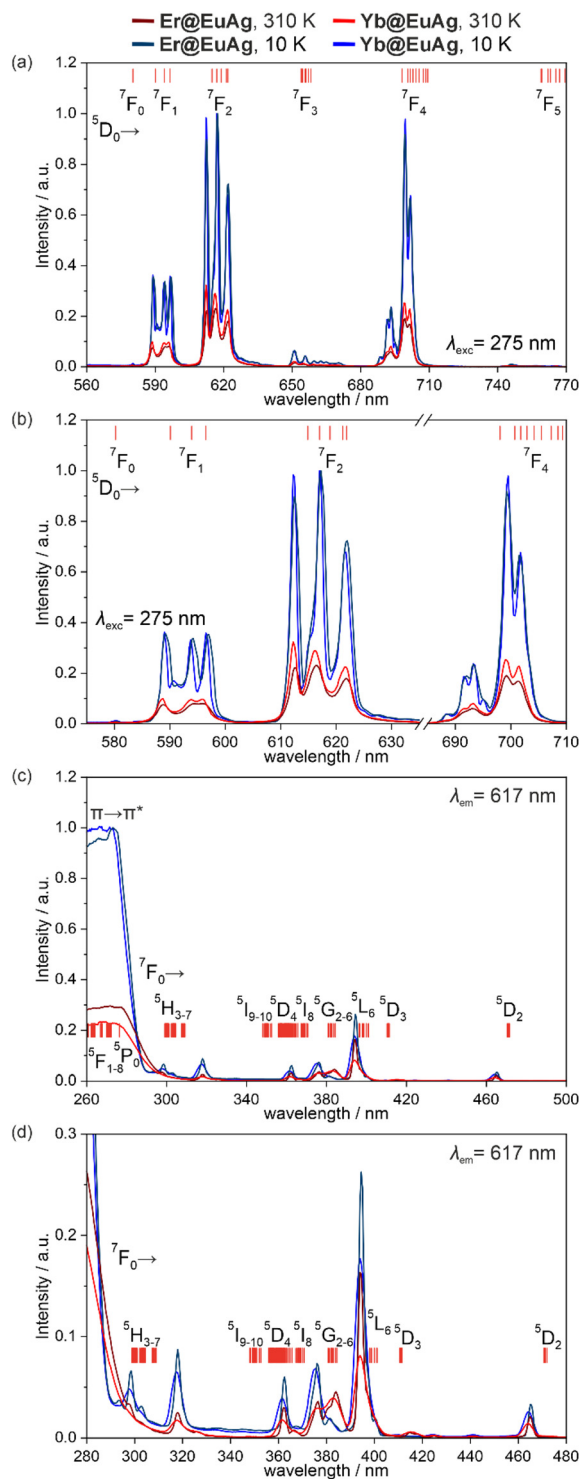 Er@EuAg, 310 K Yb@EuAg, 310 K
Er@EuAg, 10 K Yb@EuAg, 10 K
(a)
1.2
1.0
0.8
0.6
0.4
0.2
0.0
Intensity / a.u.
⁷F₀ ⁷F₁ ⁷F₂ ⁷F₃ ⁷F₄ ⁷F₅
⁵D₀→
λexc= 275 nm
560 590 620 650 680 710 740 770
wavelength / nm
(b)
1.2
1.0
0.8
0.6
0.4
0.2
0.0
Intensity / a.u.
⁷F₀ ⁷F₁ ⁷F₂ ⁷F₄
⁵D₀→
λexc= 275 nm
580 590 600 610 620 630 690 700 710
wavelength / nm
(c)
1.2
1.0
0.8
0.6
0.4
0.2
0.0
Intensity / a.u.
λem = 617 nm
π→π*
⁷F₀→
⁵H₃₋₇ ⁵I₉₋₁₀ ⁵D₄ ⁵I₈ ⁵G₂₋₆ ⁵L₆ ⁵D₃ ⁵D₂
⁵F₁₋₈ ⁵P₀
260 300 340 380 420 460 500
wavelength / nm
(d)
0.3
0.2
0.1
0.0
Intensity / a.u.
λem = 617 nm
⁷F₀→
⁵H₃₋₇ ⁵I₉₋₁₀ ⁵D₄ ⁵I₈ ⁵G₂₋₆ ⁵L₆ ⁵D₃ ⁵D₂
280 300 320 340 360 380 400 420 440 460 480
wavelength / nm